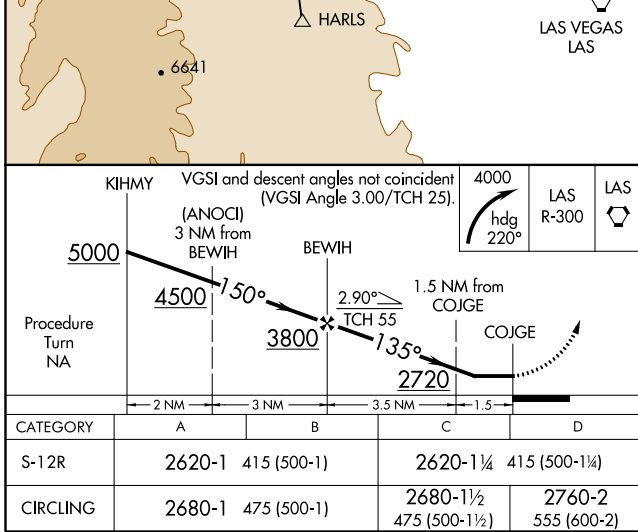 HARLS
LAS VEGAS
LAS
6641
KIHMY
VGSI and descent angles not coincident
(VGSI Angle 3.00/TCH 25).
4000
hdg
220°
LAS
R-300
LAS
(ANOCI)
3 NM from
BEWIH
BEWIH
5000
4500
150°
3800
2.90°
TCH 55
135°
1.5 NM from
COJGE
COJGE
2720
Procedure
Turn
NA
2 NM
3 NM
3.5 NM
1.5
CATEGORY A B C D
S-12R 2620-1 415 (500-1) 2620-1¼ 415 (500-1¼)
CIRCLING 2680-1 475 (500-1) 2680-1½ 2760-2
475 (500-1½) 555 (600-2)